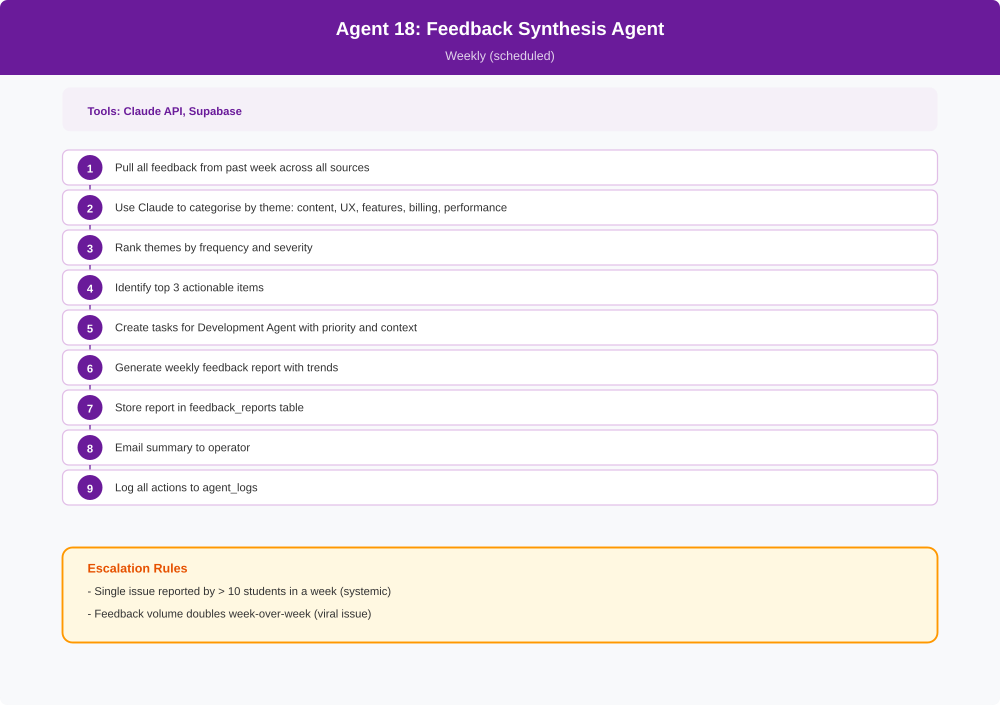 Agent 18: Feedback Synthesis Agent
Weekly (scheduled)
Tools: Claude API, Supabase
1 Pull all feedback from past week across all sources
2 Use Claude to categorise by theme: content, UX, features, billing, performance
3 Rank themes by frequency and severity
4 Identify top 3 actionable items
5 Create tasks for Development Agent with priority and context
6 Generate weekly feedback report with trends
7 Store report in feedback_reports table
8 Email summary to operator
9 Log all actions to agent_logs
Escalation Rules
- Single issue reported by > 10 students in a week (systemic)
- Feedback volume doubles week-over-week (viral issue)